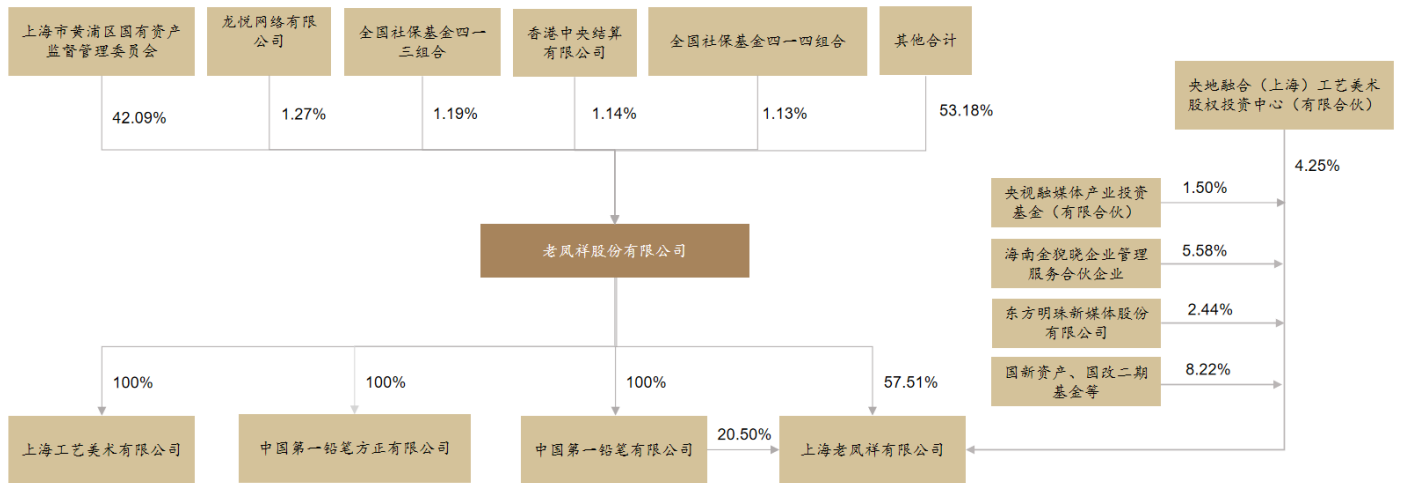 上海市黄浦区国有资产
监督管理委员会
龙悦网络有限
公司
全国社保基金四一
三组合
香港中央结算
有限公司
全国社保基金四一四组合
其他合计
42.09%
1.27%
1.19%
1.14%
1.13%
53.18%
央地融合（上海）工艺美术
股权投资中心（有限合伙）
4.25%
央视融媒体产业投资
基金（有限合伙）
1.50%
海南金猊晓企业管理
服务合伙企业
5.58%
东方明珠新媒体股份
有限公司
2.44%
国新资产、国改二期
基金等
8.22%
老凤祥股份有限公司
100%
100%
100%
57.51%
上海工艺美术有限公司
中国第一铅笔方正有限公司
中国第一铅笔有限公司
20.50%
上海老凤祥有限公司